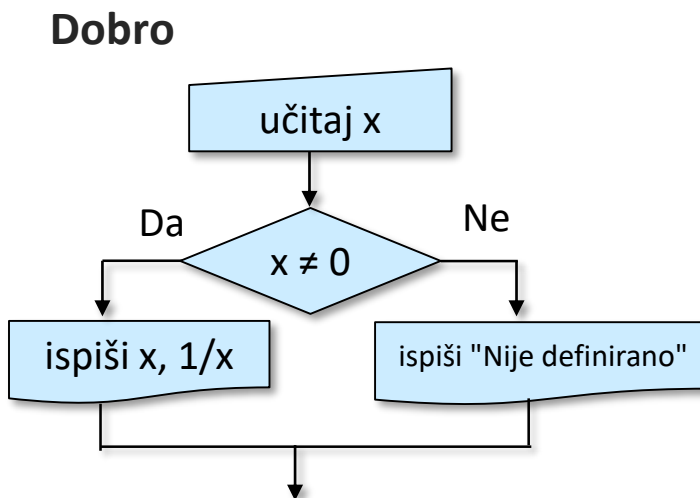 Dobro
učitaj x
Da
Ne
x ≠ 0
ispiši x, 1/x
ispiši "Nije definirano"